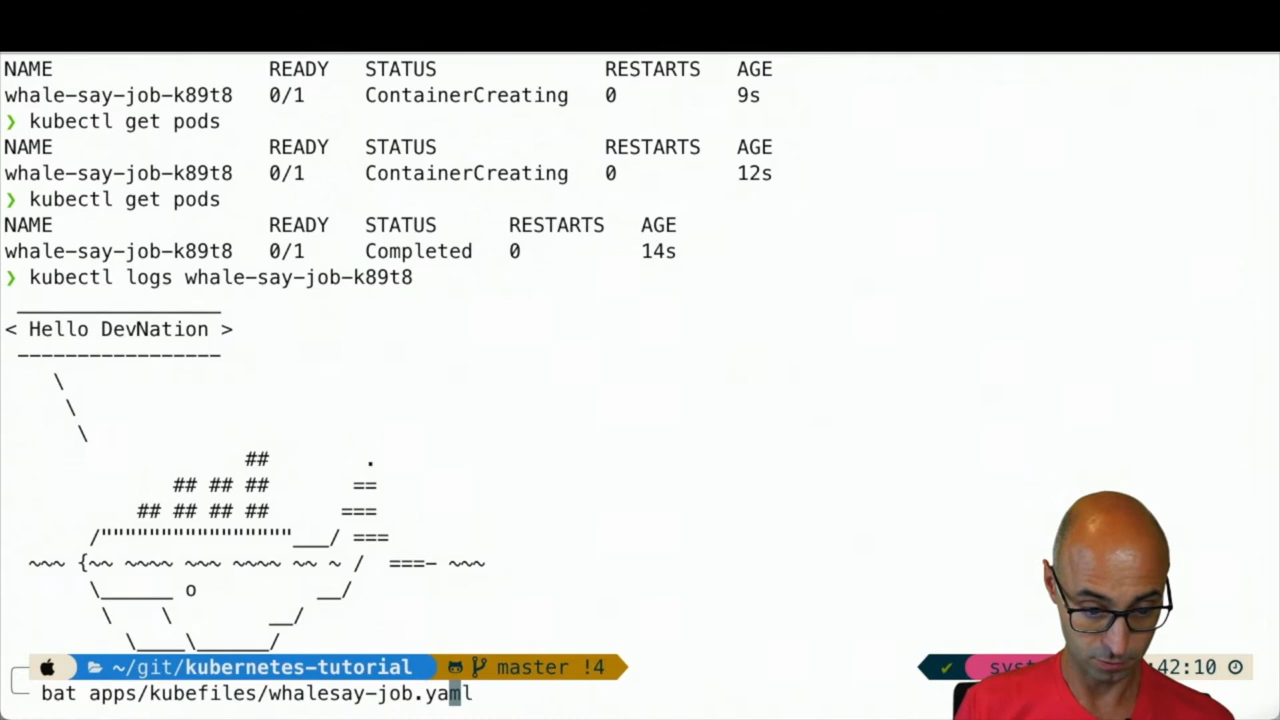 NAME READY STATUS RESTARTS AGE
whale-say-job-k89t8 0/1 ContainerCreating 0 9s
❯ kubectl get pods
NAME READY STATUS RESTARTS AGE
whale-say-job-k89t8 0/1 ContainerCreating 0 12s
❯ kubectl get pods
NAME READY STATUS RESTARTS AGE
whale-say-job-k89t8 0/1 Completed 0 14s
❯ kubectl logs whale-say-job-k89t8
< Hello DevNation >
~/git/kubernetes-tutorial master !4 ✔ :42:10
bat apps/kubefiles/whalesay-job.yaml